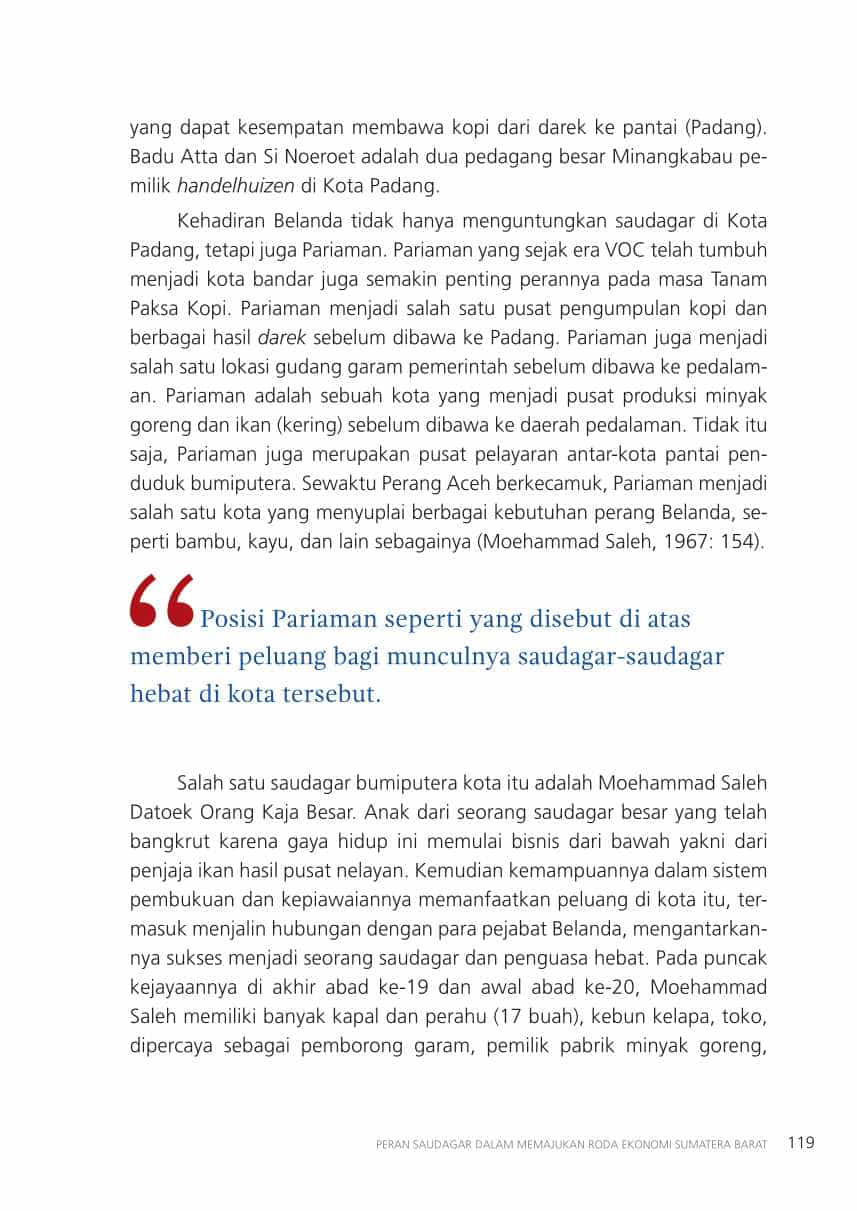 yang dapat kesempatan membawa kopi dari darek ke pantai (Padang).
Badu Atta dan Si Noeroet adalah dua pedagang besar Minangkabau pe-
milik handelhuizen di Kota Padang.
Kehadiran Belanda tidak hanya menguntungkan saudagar di Kota
Padang, tetapi juga Pariaman. Pariaman yang sejak era VOC telah tumbuh
menjadi kota bandar juga semakin penting perannya pada masa Tanam
Paksa Kopi. Pariaman menjadi salah satu pusat pengumpulan kopi dan
berbagai hasil darek sebelum dibawa ke Padang. Pariaman juga menjadi
salah satu lokasi gudang garam pemerintah sebelum dibawa ke pedalam-
an. Pariaman adalah sebuah kota yang menjadi pusat produksi minyak
goreng dan ikan (kering) sebelum dibawa ke daerah pedalaman. Tidak itu
saja, Pariaman juga merupakan pusat pelayaran antar-kota pantai pen-
duduk bumiputera. Sewaktu Perang Aceh berkecamuk, Pariaman menjadi
salah satu kota yang menyuplai berbagai kebutuhan perang Belanda, se-
perti bambu, kayu, dan lain sebagainya (Moehammad Saleh, 1967: 154).
“Posisi Pariaman seperti yang disebut di atas
memberi peluang bagi munculnya saudagar-saudagar
hebat di kota tersebut.
Salah satu saudagar bumiputera kota itu adalah Moehammad Saleh
Datoek Orang Kaja Besar. Anak dari seorang saudagar besar yang telah
bangkrut karena gaya hidup ini memulai bisnis dari bawah yakni dari
penjaja ikan hasil pusat nelayan. Kemudian kemampuannya dalam sistem
pembukuan dan kepiawaiannya memanfaatkan peluang di kota itu, ter-
masuk menjalin hubungan dengan para pejabat Belanda, mengantarkan-
nya sukses menjadi seorang saudagar dan penguasa hebat. Pada puncak
kejayaannya di akhir abad ke-19 dan awal abad ke-20, Moehammad
Saleh memiliki banyak kapal dan perahu (17 buah), kebun kelapa, toko,
dipercaya sebagai pemborong garam, pemilik pabrik minyak goreng,
PERAN SAUDAGAR DALAM MEMAJUKAN RODA EKONOMI SUMATERA BARAT 119